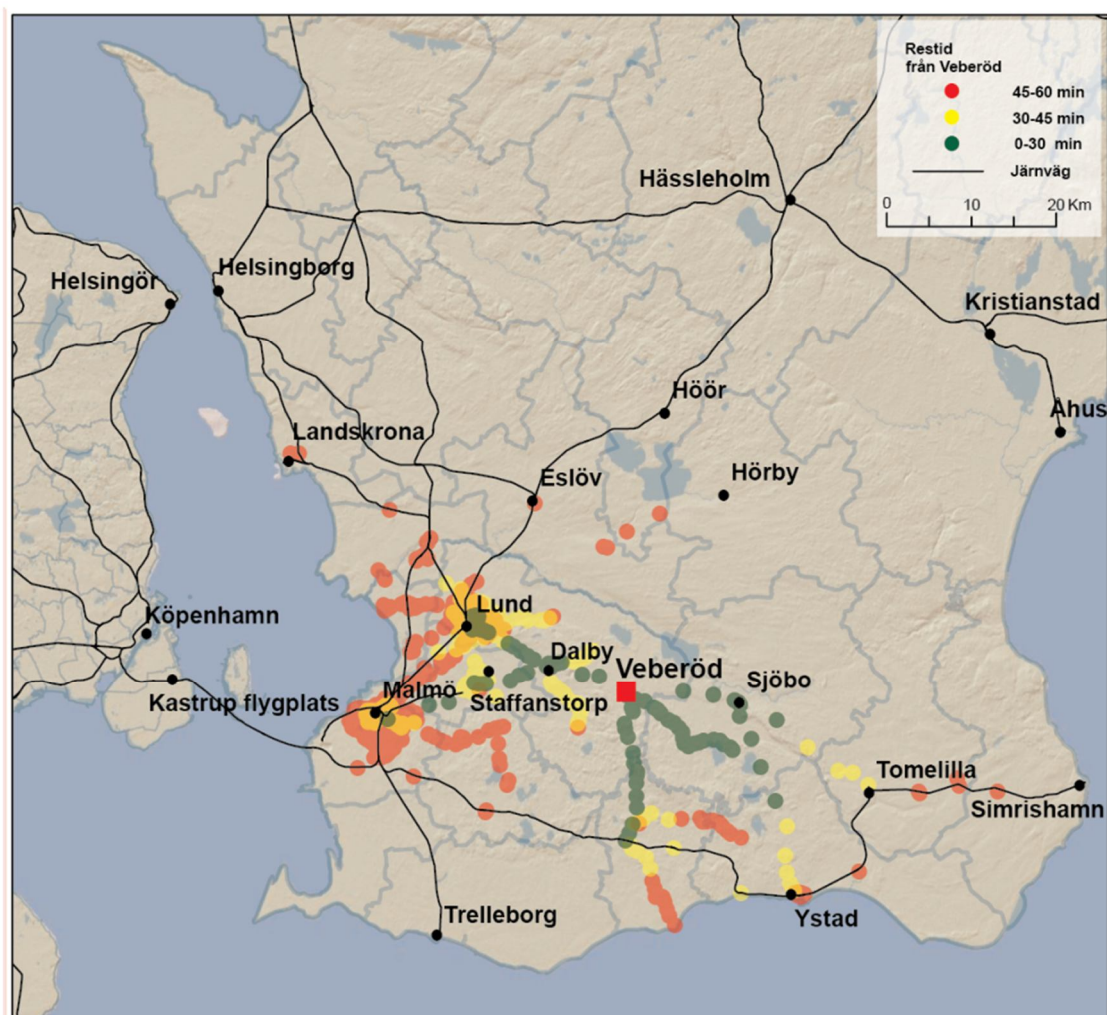 Restid
från Veberöd
45-60 min
30-45 min
0-30 min
Järnväg
0 10 20 Km
Hässleholm
Helsingör
Helsingborg
Kristianstad
Höör
Åhus
Landskrona
Eslöv
Hörby
Köpenhamn
Lund
Dalby
Veberöd
Sjöbo
Kastrup flygplats
Malmö
Staffanstorp
Tomelilla
Simrishamn
Trelleborg
Ystad